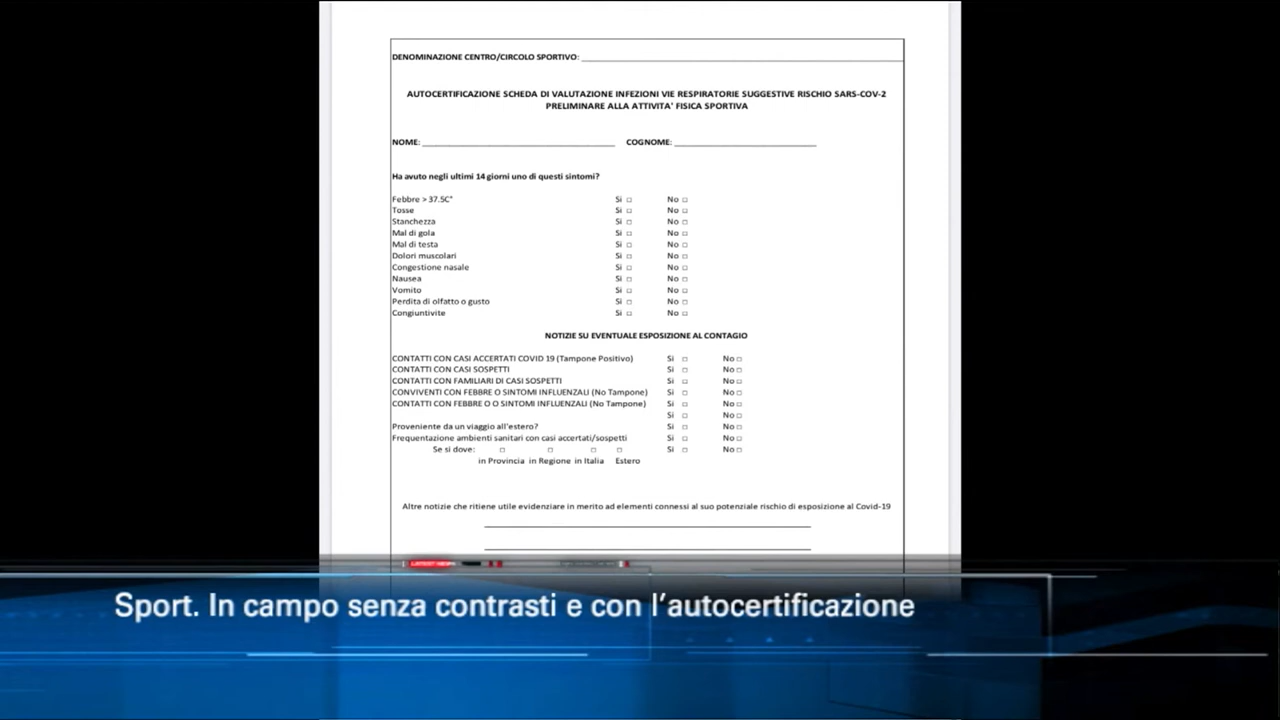 DENOMINAZIONE CENTRO/CIRCOLO SPORTIVO:
AUTOCERTIFICAZIONE SCHEDA DI VALUTAZIONE INFEZIONI VIE RESPIRATORIE SUGGESTIVE RISCHIO SARS-COV-2
PRELIMINARE ALLA ATTIVITA' FISICA SPORTIVA
NOME: COGNOME:
Ha avuto negli ultimi 14 giorni uno di questi sintomi?
Febbre > 37.5C° Si □ No □
Tosse Si □ No □
Stanchezza Si □ No □
Mal di gola Si □ No □
Mal di testa Si □ No □
Dolori muscolari Si □ No □
Congestione nasale Si □ No □
Nausea Si □ No □
Vomito Si □ No □
Perdita di olfatto o gusto Si □ No □
Congiuntivite Si □ No □
NOTIZIE SU EVENTUALE ESPOSIZIONE AL CONTAGIO
CONTATTI CON CASI ACCERTATI COVID 19 (Tampone Positivo) Si □ No □
CONTATTI CON CASI SOSPETTI Si □ No □
CONTATTI CON FAMILIARI DI CASI SOSPETTI Si □ No □
CONVIVENTI CON FEBBRE O SINTOMI INFLUENZALI (No Tampone) Si □ No □
CONTATTI CON FEBBRE O O SINTOMI INFLUENZALI (No Tampone) Si □ No □
Si □ No □
Proveniente da un viaggio all'estero? Si □ No □
Frequentazione ambienti sanitari con casi accertati/sospetti Si □ No □
Se si dove: □ □ □ □ Si □ No □
in Provincia in Regione in Italia Estero
Altre notizie che ritiene utile evidenziare in merito ad elementi connessi al suo potenziale rischio di esposizione al Covid-19
LATEST NEWS
Sport. In campo senza contrasti e con l'autocertificazione